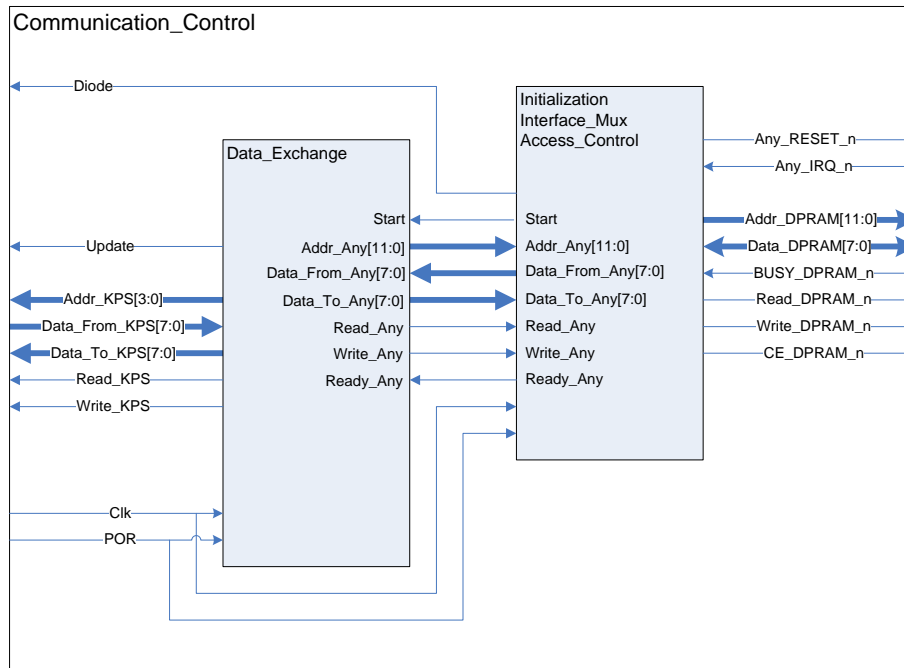 Communication_Control
Diode
Initialization
Interface_Mux
Access_Control
Any_RESET_n
Any_IRQ_n
Data_Exchange
Start
Start
Addr_DPRAM[11:0]
Update
Addr_Any[11:0]
Addr_Any[11:0]
Data_DPRAM[7:0]
Data_From_Any[7:0]
Data_From_Any[7:0]
BUSY_DPRAM_n
Addr_KPS[3:0]
Data_To_Any[7:0]
Data_To_Any[7:0]
Read_DPRAM_n
Data_From_KPS[7:0]
Read_Any
Read_Any
Write_DPRAM_n
Data_To_KPS[7:0]
Write_Any
Write_Any
CE_DPRAM_n
Read_KPS
Ready_Any
Ready_Any
Write_KPS
Clk
POR